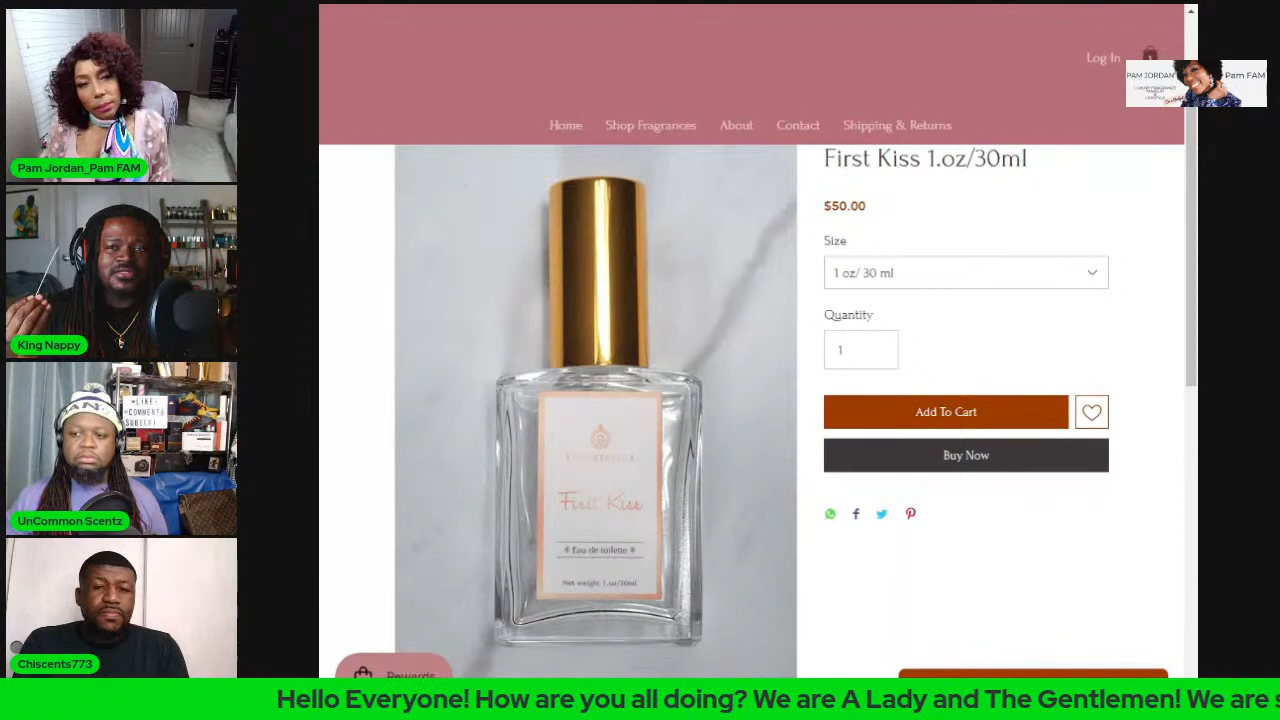 Pam Jordan_Pam FAM
King Nappy
LIKE
COMMENT
SUBSCRI
UnCommon Scentz
Chiscents773
Log In
PAM JORDAN
Pam FAM
Home Shop Fragrances About Contact Shipping & Returns
First Kiss 1.oz/30ml
$50.00
Size
1 oz/ 30 ml
Quantity
1
Add To Cart
Buy Now
First Kiss
Eau de toilette
Net weight 1.oz/30ml
Rewards
Hello Everyone! How are you all doing? We are A Lady and The Gentlemen! We are s